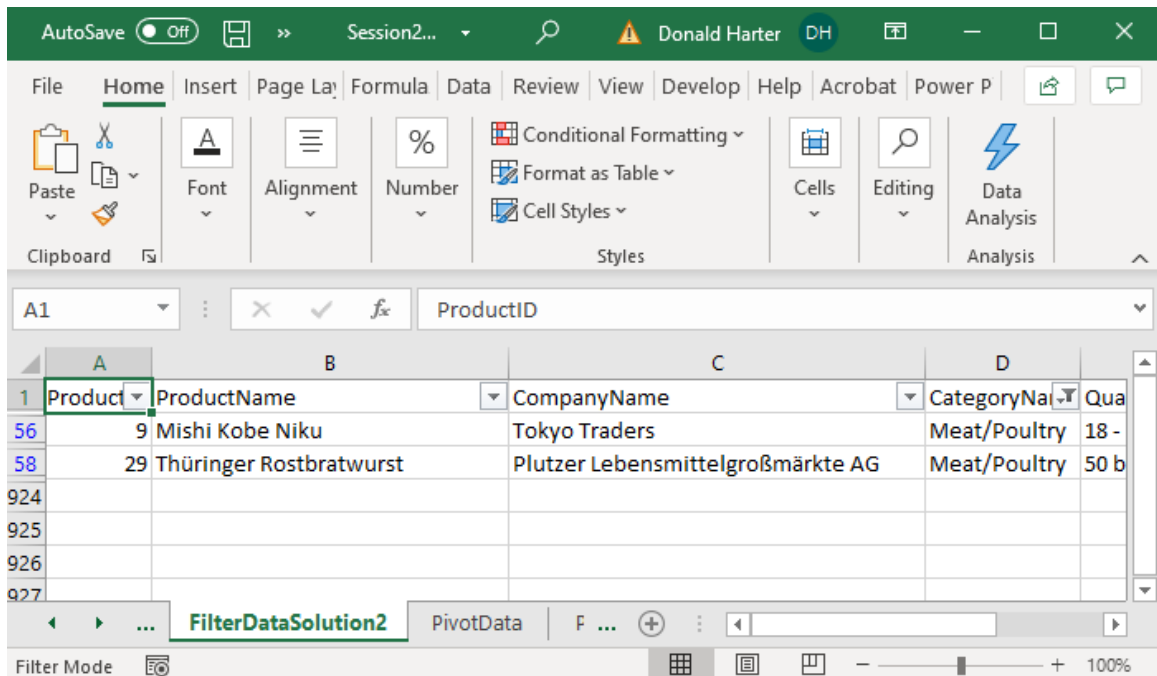 AutoSave Off » Session2... Donald Harter DH
File Home Insert Page Lay Formula Data Review View Develop Help Acrobat Power P
Paste Font Alignment Number Conditional Formatting Cells Editing Data Analysis
Format as Table
Cell Styles
Clipboard Styles Analysis
A1 fx ProductID
A B C D
1 Product ProductName CompanyName CategoryNa Qua
56 9 Mishi Kobe Niku Tokyo Traders Meat/Poultry 18 -
58 29 Thüringer Rostbratwurst Plutzer Lebensmittelgroßmärkte AG Meat/Poultry 50 b
924
925
926
927
... FilterDataSolution2 PivotData F ...
Filter Mode 100%